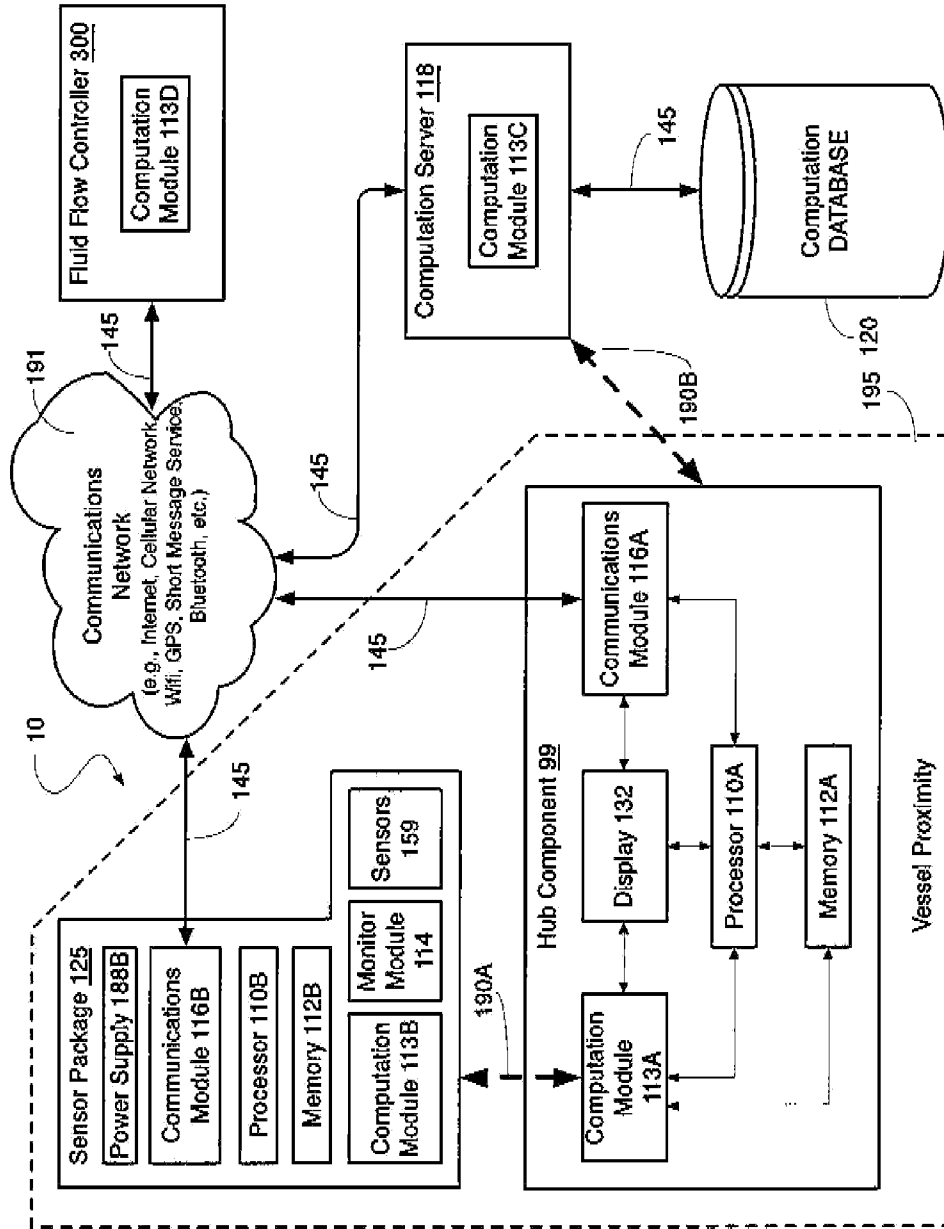 10
Sensor Package 125
Power Supply 188B
Communications
Module 116B
Processor 110B
Memory 112B
Computation
Module 113B
Monitor
Module
114
Sensors
159
145
Communications
Network
(e.g., Internet, Cellular Network,
Wifi, GPS, Short Message Service,
Bluetooth, etc.)
191
145
Fluid Flow Controller 300
Computation
Module 113D
145
145
Computation Server 118
Computation
Module 113C
145
Computation
DATABASE
120
190A
190B
195
Hub Component 99
Computation
Module
113A
Display 132
Communications
Module 116A
Processor 110A
Memory 112A
Vessel Proximity